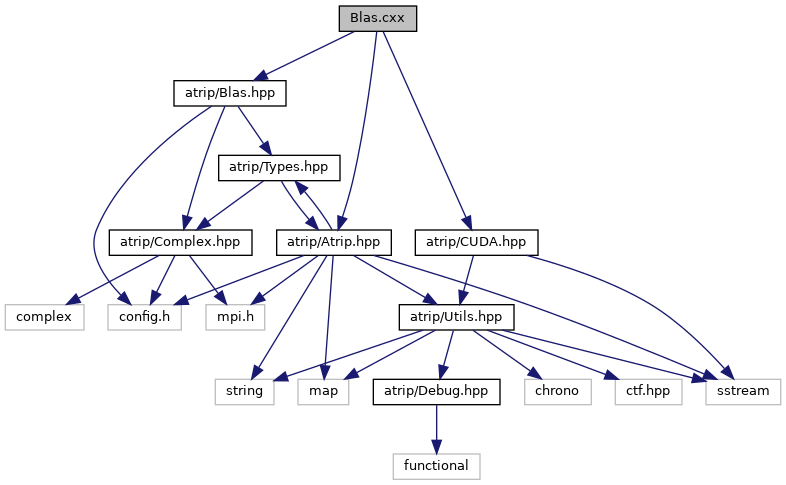 Blas.cxx
atrip/Blas.hpp
atrip/Types.hpp
atrip/Complex.hpp
atrip/Atrip.hpp
atrip/CUDA.hpp
complex
config.h
mpi.h
atrip/Utils.hpp
string
map
atrip/Debug.hpp
chrono
ctf.hpp
sstream
functional